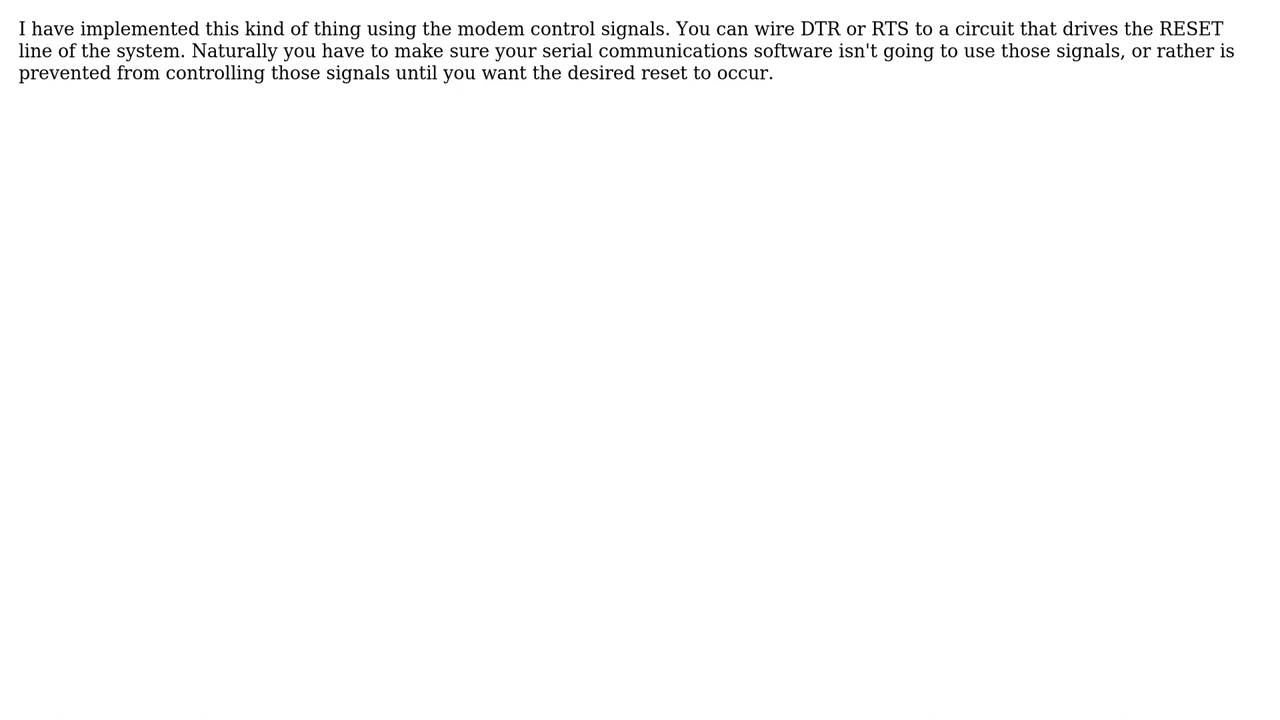 I have implemented this kind of thing using the modem control signals. You can wire DTR or RTS to a circuit that drives the RESET
line of the system. Naturally you have to make sure your serial communications software isn't going to use those signals, or rather is
prevented from controlling those signals until you want the desired reset to occur.